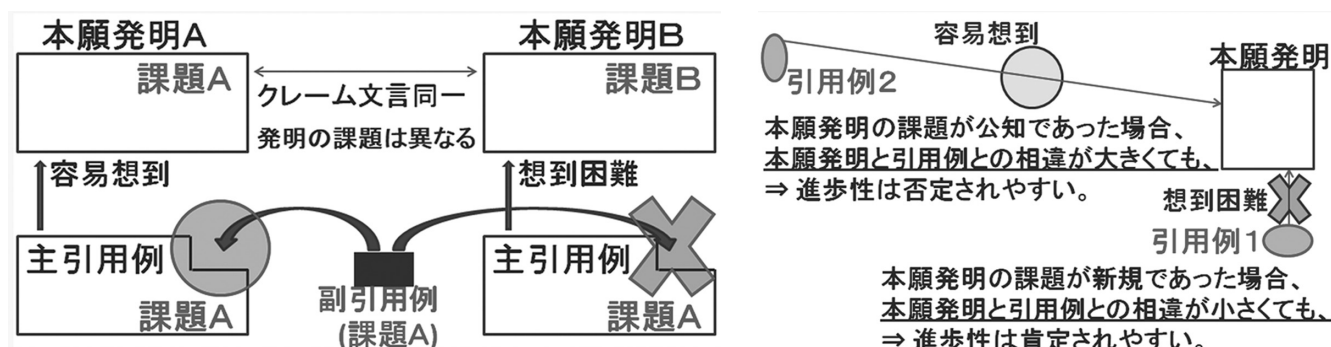 本願発明A
本願発明B
課題A
課題B
クレーム文言同一
発明の課題は異なる
容易想到
想到困難
主引用例
主引用例
課題A
副引用例
(課題A)
課題A
容易想到
引用例2
本願発明
本願発明の課題が公知であった場合、
本願発明と引用例との相違が大きくても、
⇒ 進歩性は否定されやすい。
想到困難
引用例1
本願発明の課題が新規であった場合、
本願発明と引用例との相違が小さくても、
⇒ 進歩性は肯定されやすい。